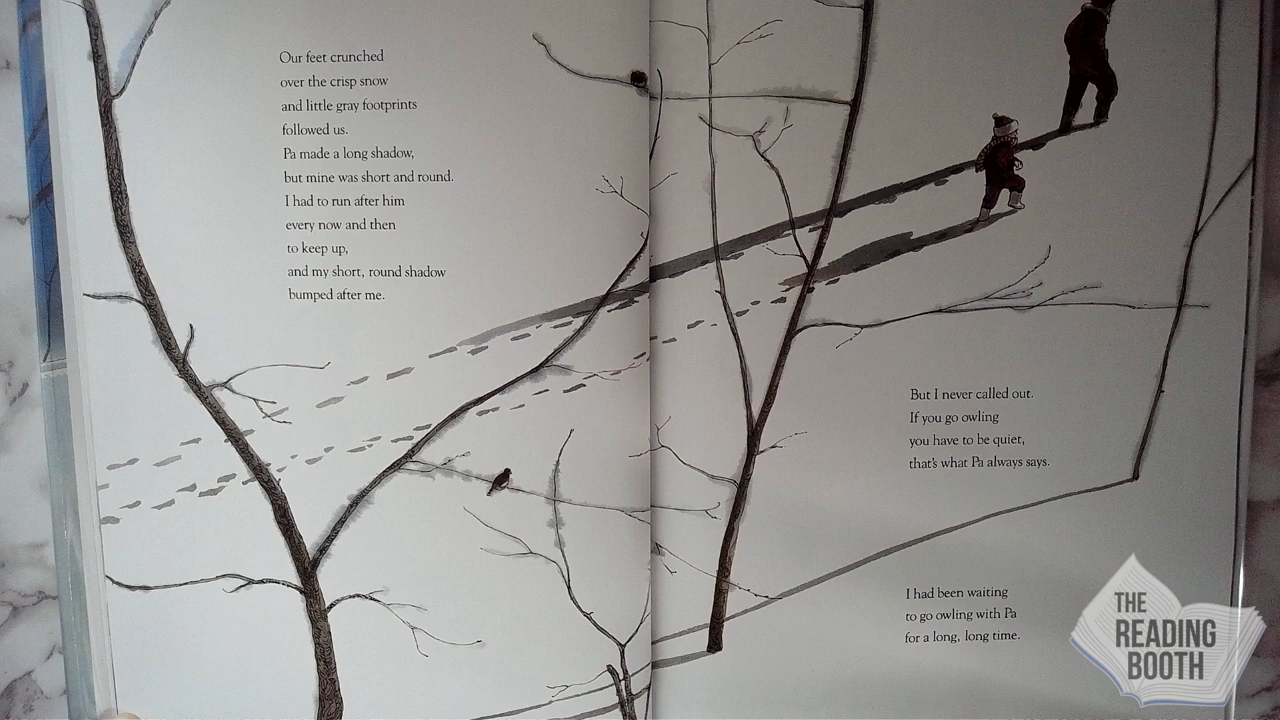 Our feet crunched
over the crisp snow
and little gray footprints
followed us.
Pa made a long shadow,
but mine was short and round.
I had to run after him
every now and then
to keep up,
and my short, round shadow
bumped after me.
But I never called out.
If you go owling
you have to be quiet,
that's what Pa always says.
I had been waiting
to go owling with Pa
for a long, long time.
THE
READING
BOOTH